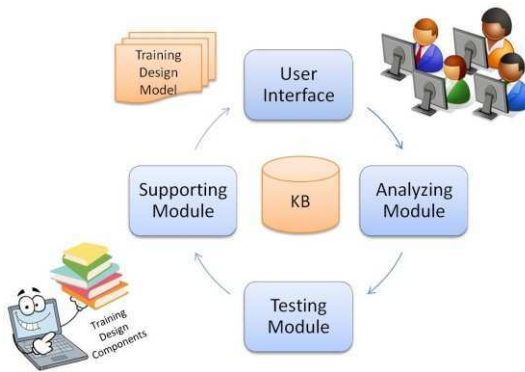 Training
Design
Model
User
Interface
Supporting
Module
KB
Analyzing
Module
Testing
Module
Training
Design
Components